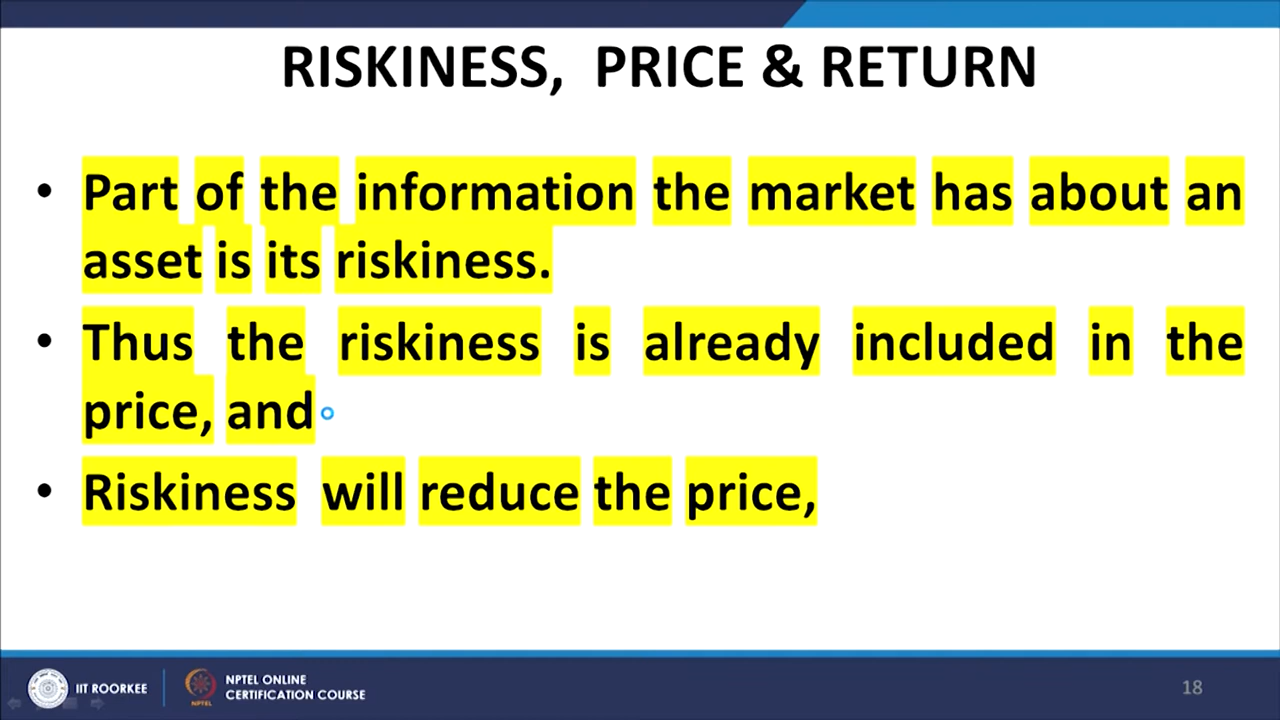 RISKINESS, PRICE & RETURN
• Part of the information the market has about an
asset is its riskiness.
• Thus the riskiness is already included in the
price, and
• Riskiness will reduce the price,
IIT ROORKEE
NPTEL
NPTEL ONLINE
CERTIFICATION COURSE
18